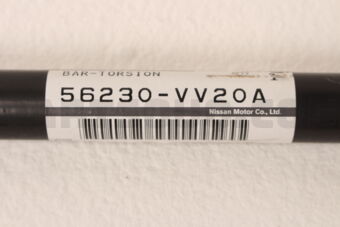 BAR-TORSION
56230-VV20A
Nissan Motor Co., Ltd.